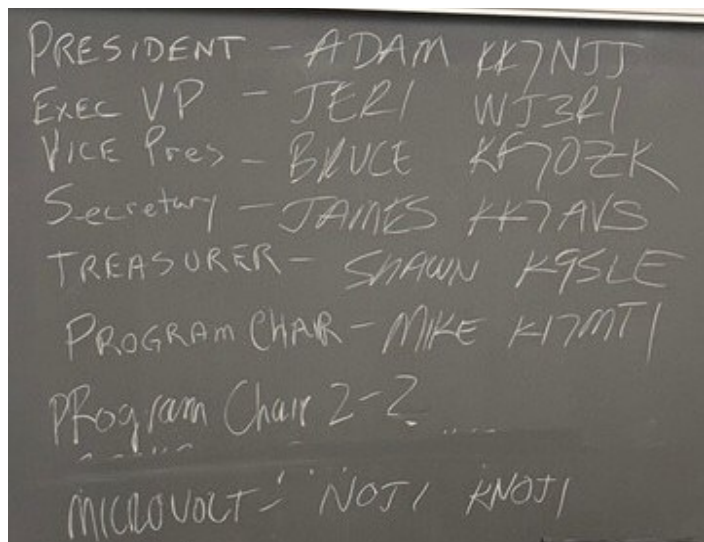 PRESIDENT - ADAM KK7NJJ
EXEC VP - JERI WJ3RI
VICE Pres - BRUCE KF7OZK
Secretary - JAMES KK7AVS
TREASURER - SHAWN K9SLE
PROGRAM CHAIR - MIKE KI7MTI
PROgram Chair 2 - ?
MICROVOLT - NOJI KNOJI